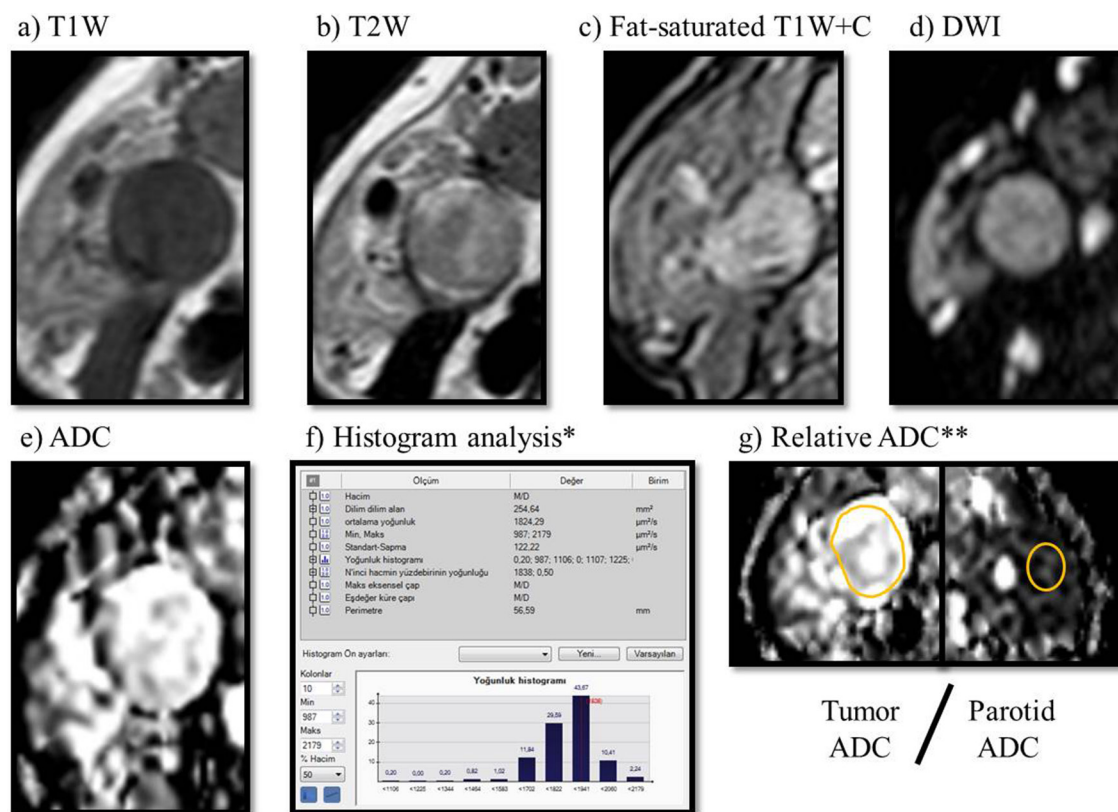 a) T1W
b) T2W
c) Fat-saturated T1W+C
d) DWI
e) ADC
f) Histogram analysis*
g) Relative ADC**
Ölçüm Değer Birim
Hacim M/D
Dilim dilim alan 254,64 mm²
ortalama yoğunluk 1824,29 µm²/s
Min, Maks 987; 2179 µm²/s
Standart-Sapma 122,22 µm²/s
Yoğunluk histogramı 0,20; 987; 1106; 0; 1107; 1225;
N'inci hacmin yüzdebirinin yoğunluğu 1838; 0,50
Maks eksensel çap M/D
Eşdeğer küre çapı M/D
Perimetre 56,59 mm
Histogram Ön ayarları: Yeni... Varsayılan
Kolonlar
10
Min
987
Maks
2179
% Hacim
50
Yoğunluk histogramı
40
30
20
10
0,20 0,00 0,20 0,82 1,02 11,84 29,59 43,67 10,41 2,24
(1838)
<1106 <1225 <1344 <1464 <1583 <1702 <1822 <1941 <2060 <2179
Tumor ADC / Parotid ADC